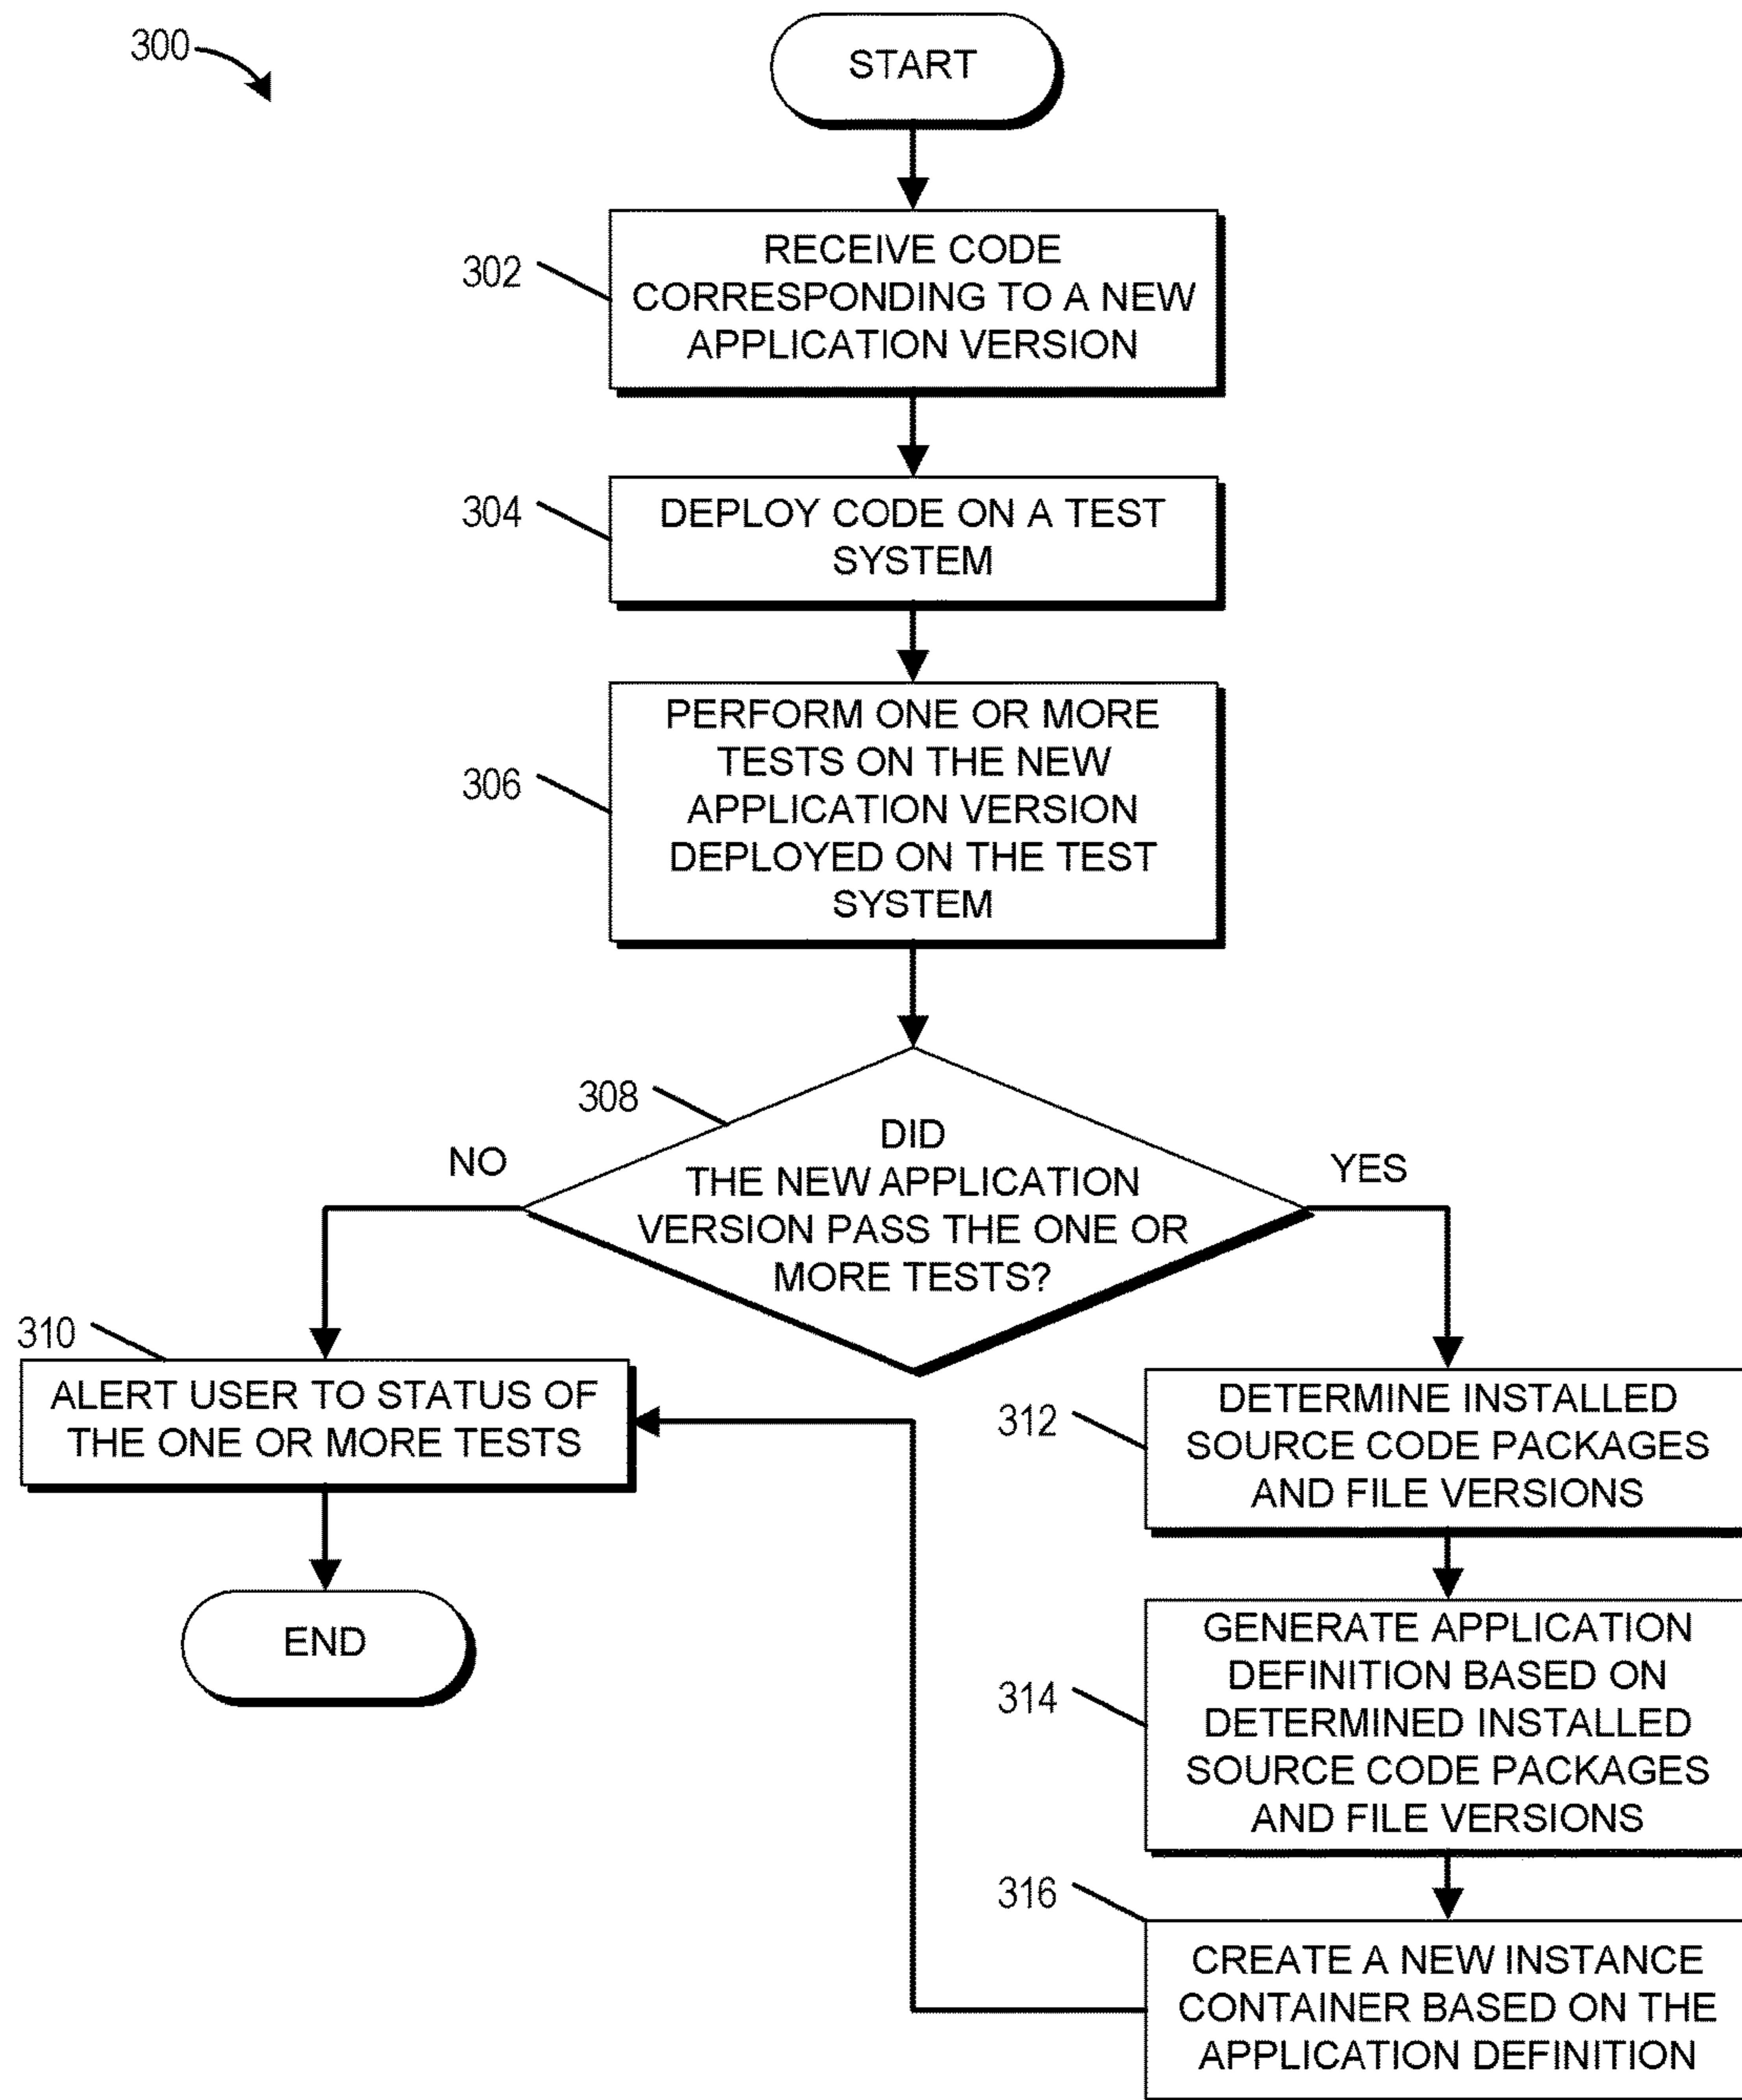 300
START
302
RECEIVE CODE
CORRESPONDING TO A NEW
APPLICATION VERSION
304
DEPLOY CODE ON A TEST
SYSTEM
306
PERFORM ONE OR MORE
TESTS ON THE NEW
APPLICATION VERSION
DEPLOYED ON THE TEST
SYSTEM
308
DID
THE NEW APPLICATION
VERSION PASS THE ONE OR
MORE TESTS?
NO
YES
310
ALERT USER TO STATUS OF
THE ONE OR MORE TESTS
END
312
DETERMINE INSTALLED
SOURCE CODE PACKAGES
AND FILE VERSIONS
314
GENERATE APPLICATION
DEFINITION BASED ON
DETERMINED INSTALLED
SOURCE CODE PACKAGES
AND FILE VERSIONS
316
CREATE A NEW INSTANCE
CONTAINER BASED ON THE
APPLICATION DEFINITION